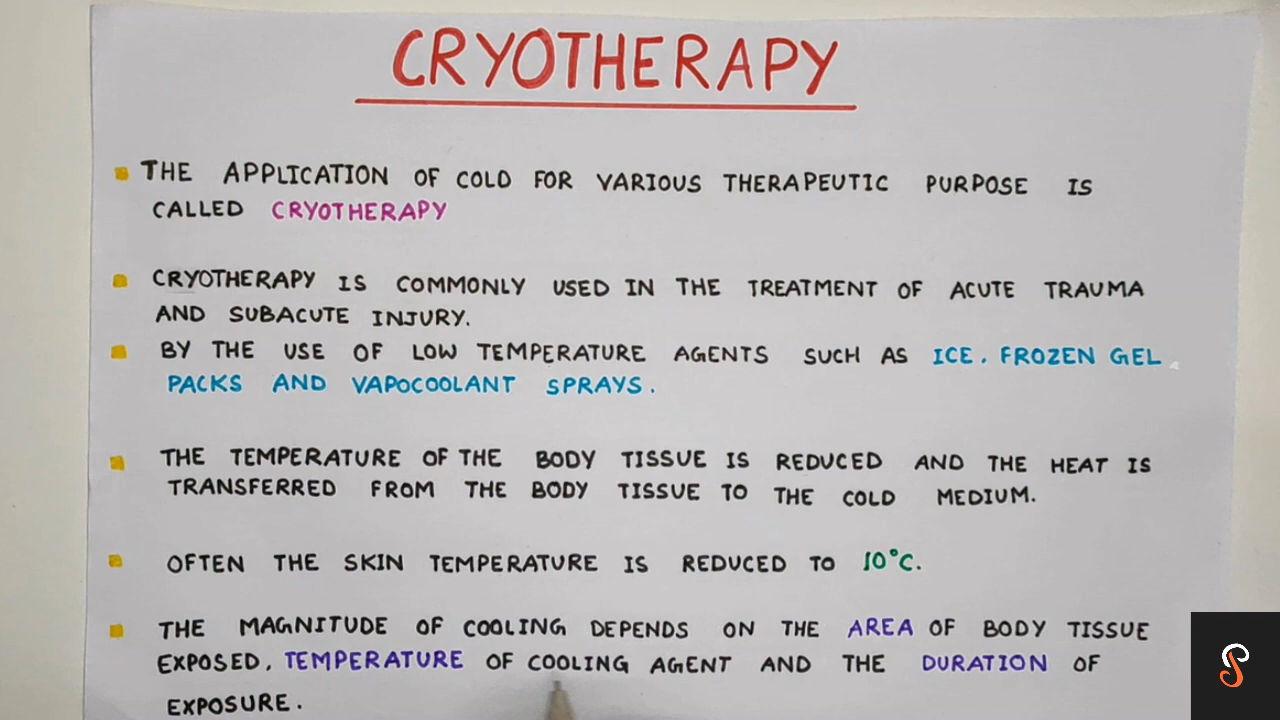 CRYOTHERAPY
THE APPLICATION OF COLD FOR VARIOUS THERAPEUTIC PURPOSE IS
CALLED CRYOTHERAPY
CRYOTHERAPY IS COMMONLY USED IN THE TREATMENT OF ACUTE TRAUMA
AND SUBACUTE INJURY.
BY THE USE OF LOW TEMPERATURE AGENTS SUCH AS ICE, FROZEN GEL
PACKS AND VAPOCOOLANT SPRAYS.
THE TEMPERATURE OF THE BODY TISSUE IS REDUCED AND THE HEAT IS
TRANSFERRED FROM THE BODY TISSUE TO THE COLD MEDIUM.
OFTEN THE SKIN TEMPERATURE IS REDUCED TO 10°C.
THE MAGNITUDE OF COOLING DEPENDS ON THE AREA OF BODY TISSUE
EXPOSED, TEMPERATURE OF COOLING AGENT AND THE DURATION OF
EXPOSURE.